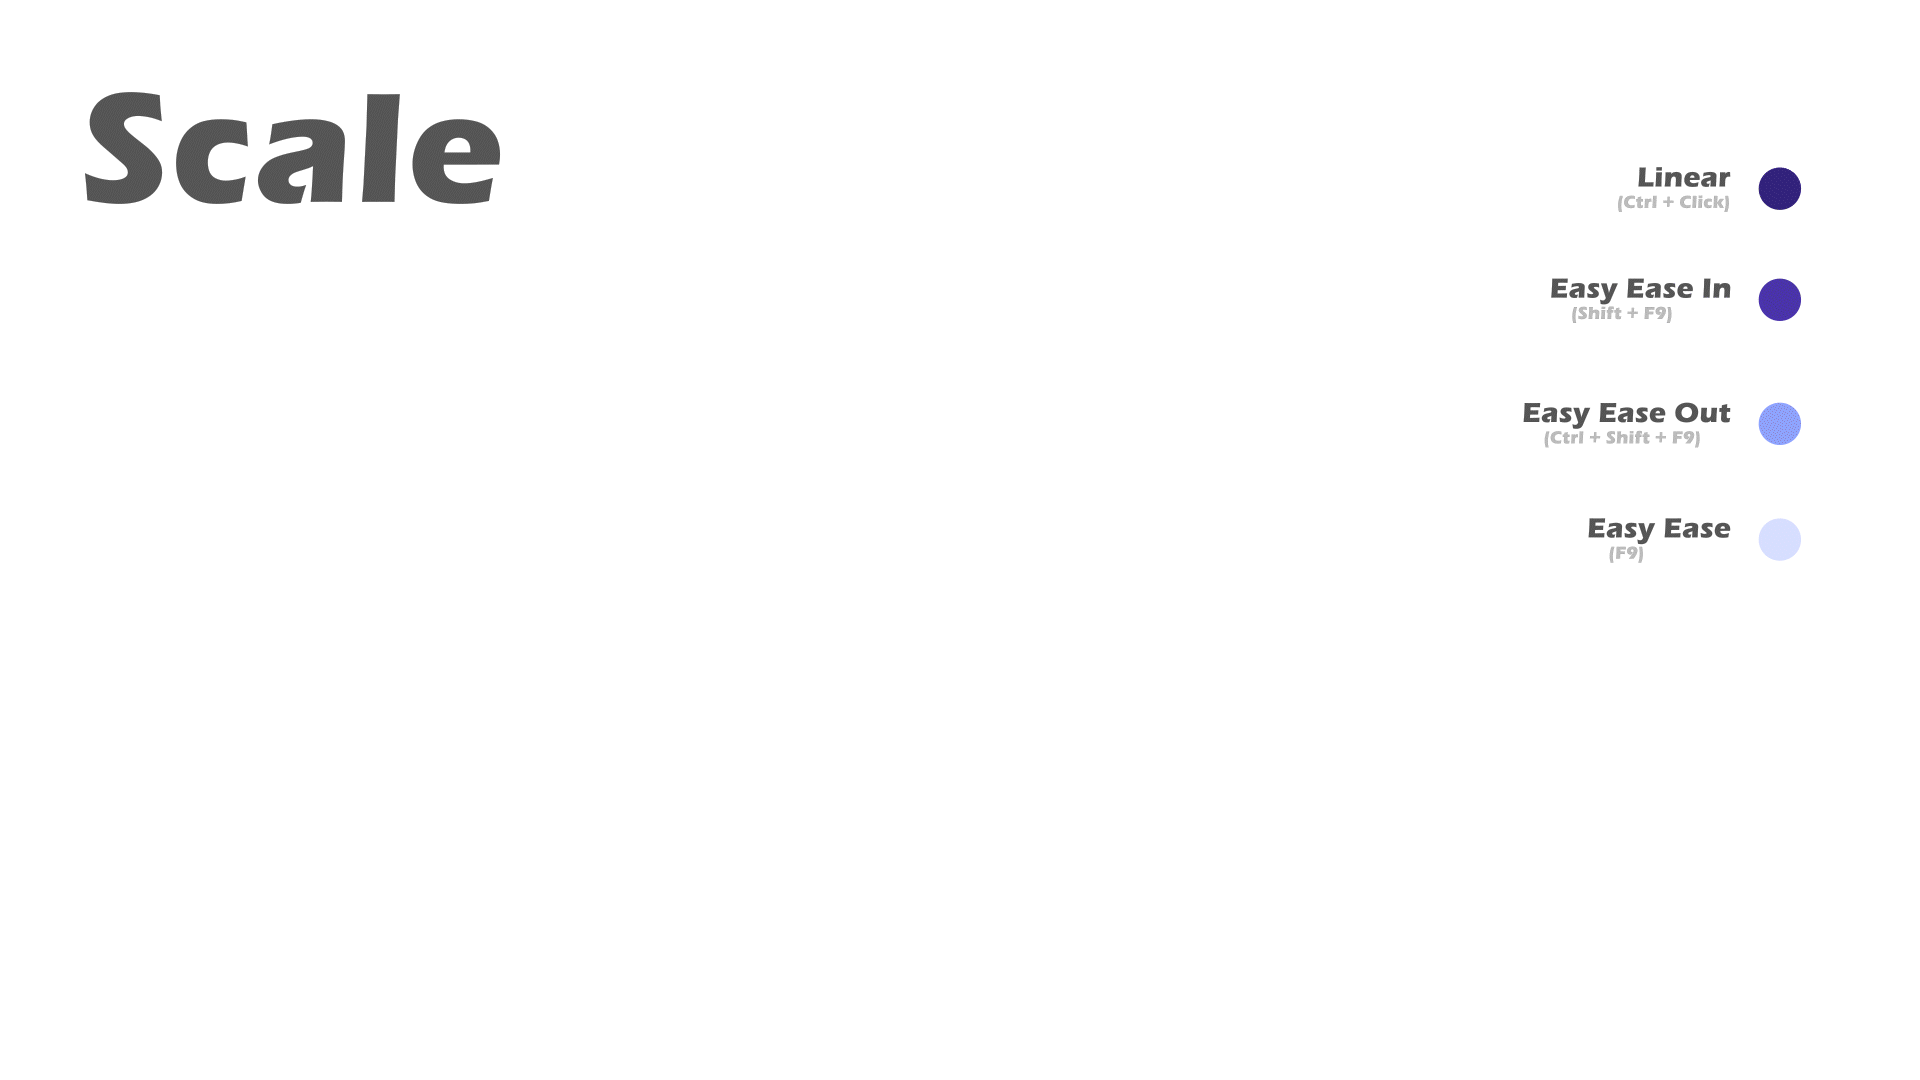 Scale
Linear
(Ctrl + Click)
Easy Ease In
(Shift + F9)
Easy Ease Out
(Ctrl + Shift + F9)
Easy Ease
(F9)